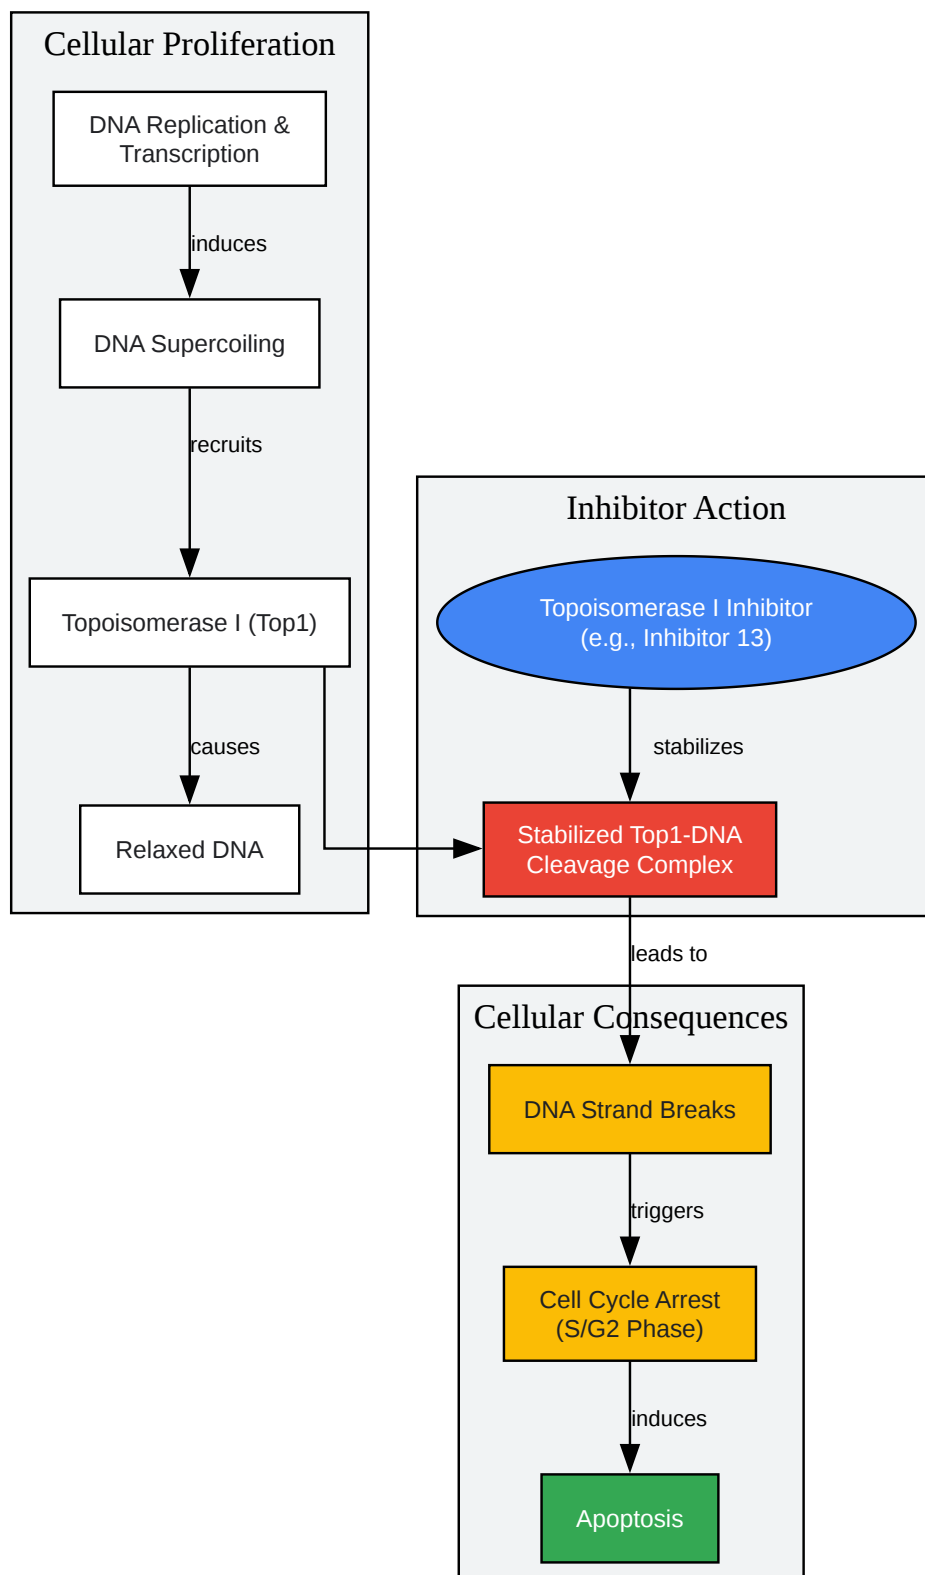 Cellular Proliferation
DNA Replication &
Transcription
induces
DNA Supercoiling
recruits
Topoisomerase I (Top1)
causes
Relaxed DNA
Inhibitor Action
Topoisomerase I Inhibitor
(e.g., Inhibitor 13)
stabilizes
Stabilized Top1-DNA
Cleavage Complex
leads to
Cellular Consequences
DNA Strand Breaks
triggers
Cell Cycle Arrest
(S/G2 Phase)
induces
Apoptosis